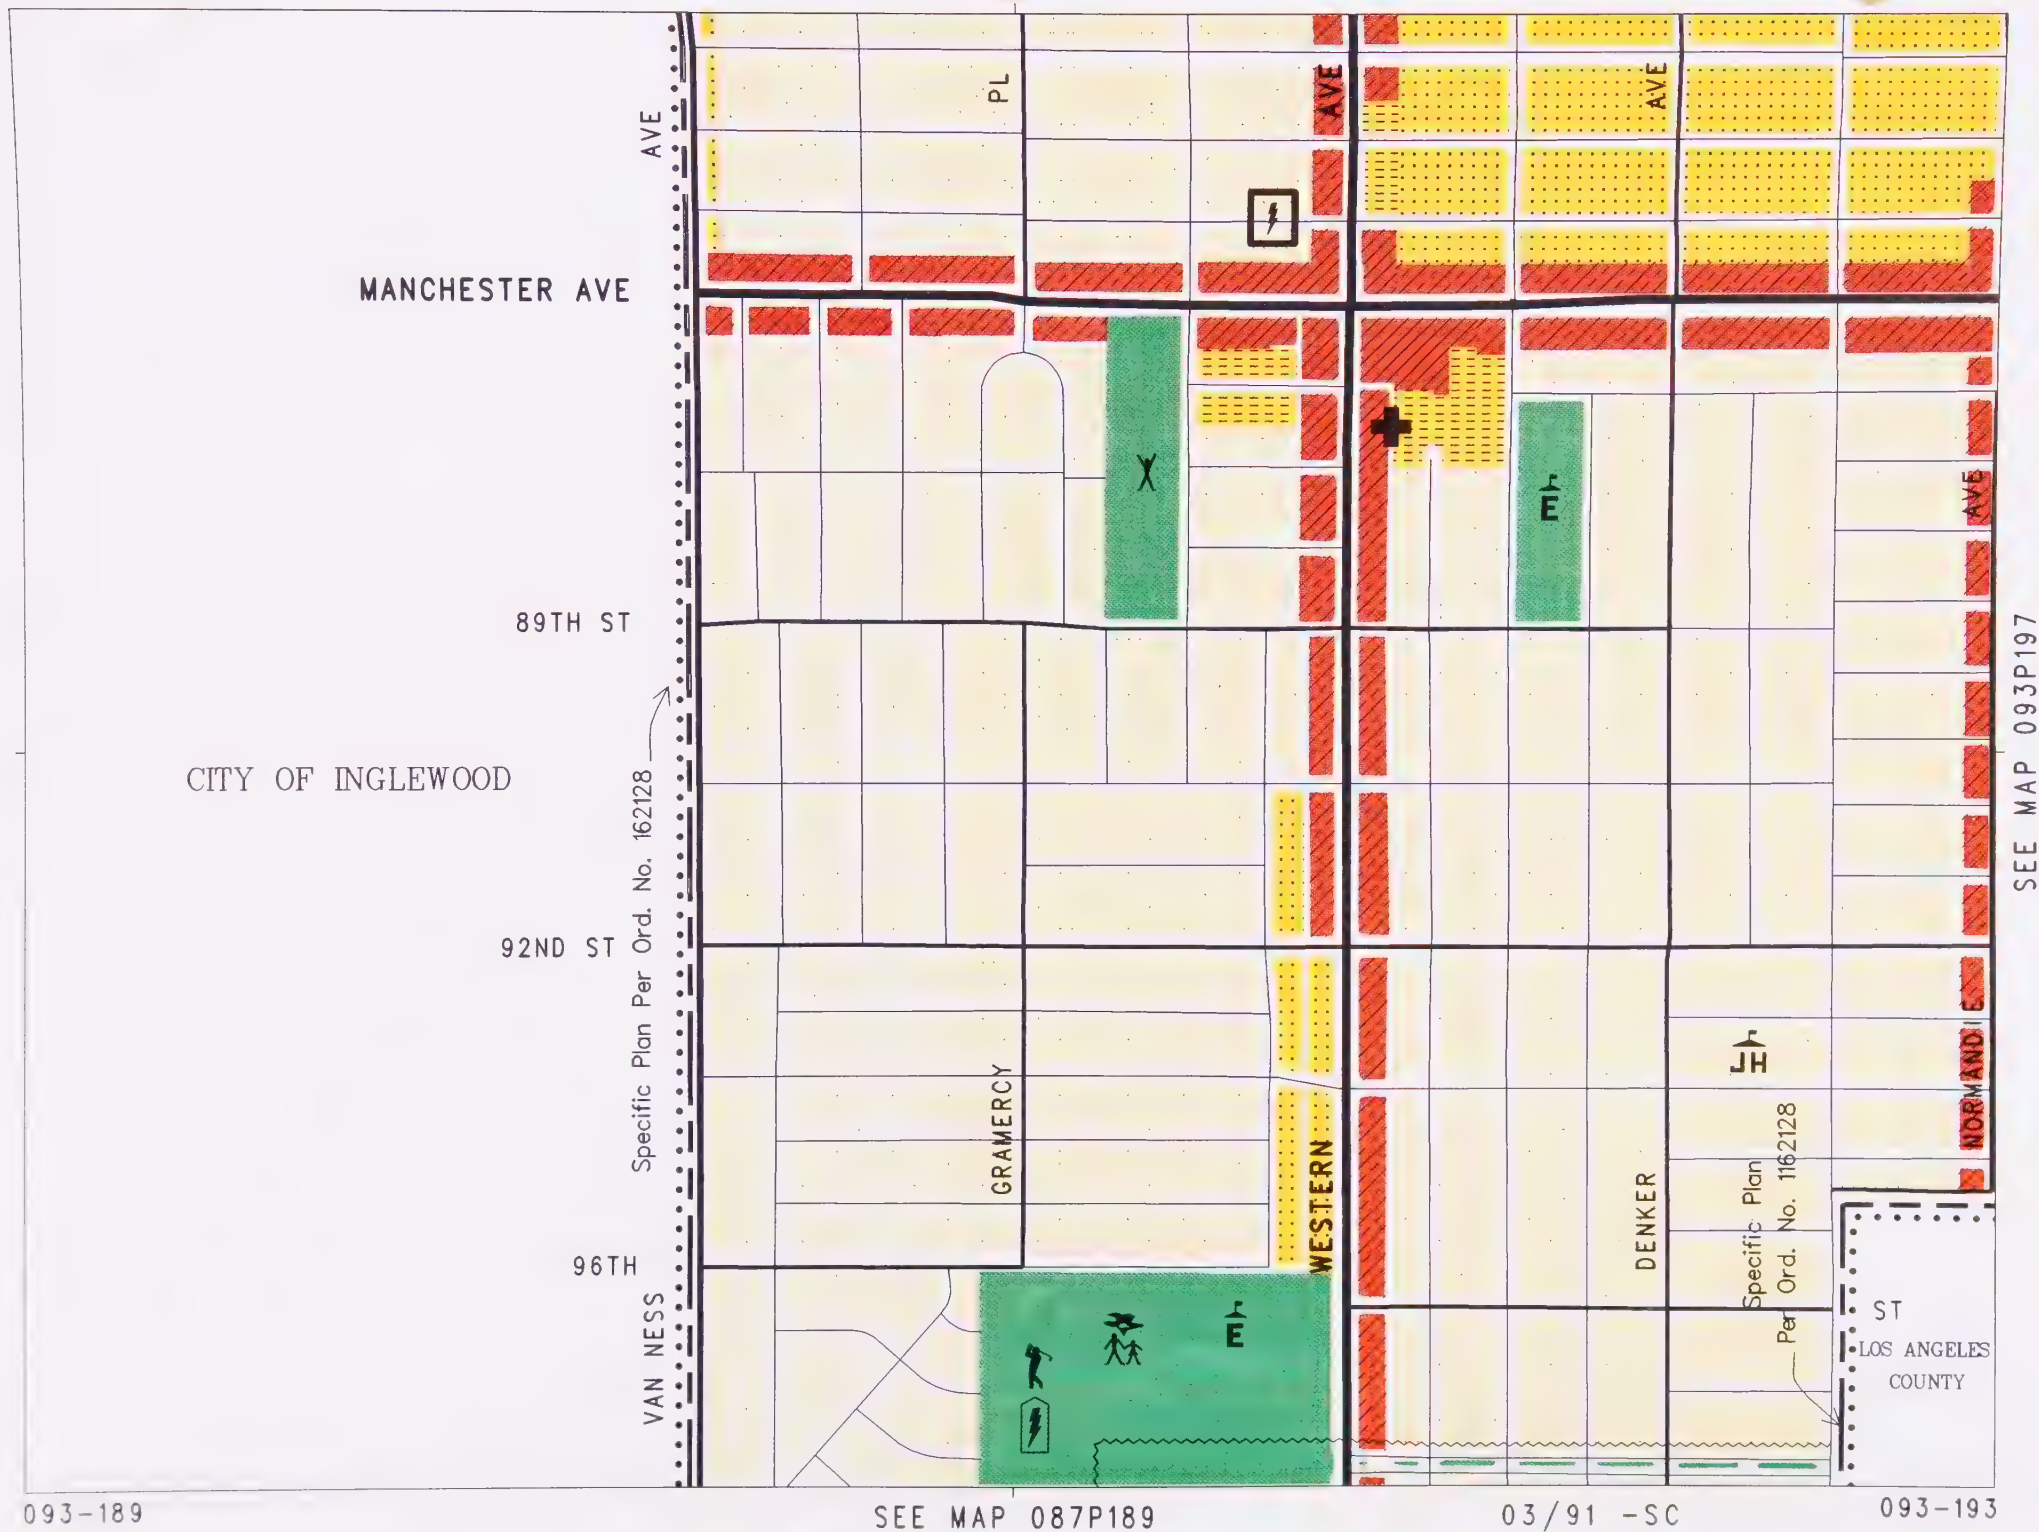 AVE
PL
AVE
AVE
MANCHESTER AVE
E
AVE
89TH ST
SEE MAP 093P197
CITY OF INGLEWOOD
Specific Plan Per Ord. No. 162128
92ND ST
NORMANDIE
JH
GRAMERCY
WESTERN
DENKER
Specific Plan
Per Ord. No. 1162128
96TH
ST
VAN NESS
E
LOS ANGELES
COUNTY
093-189
SEE MAP 087P189
03/91 -SC
093-193